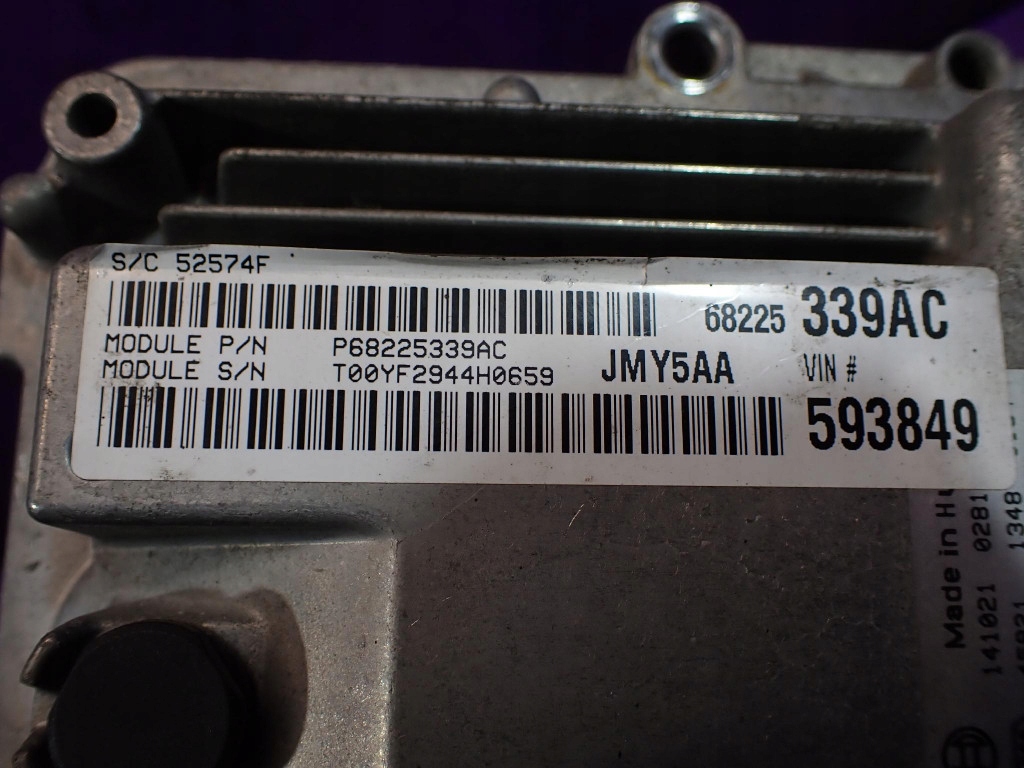 S/C 52574F
68225 339AC
MODULE P/N P68225339AC
MODULE S/N T00YF2944H0659 JMY5AA VIN #
593849
Made in
141021 0281
1348